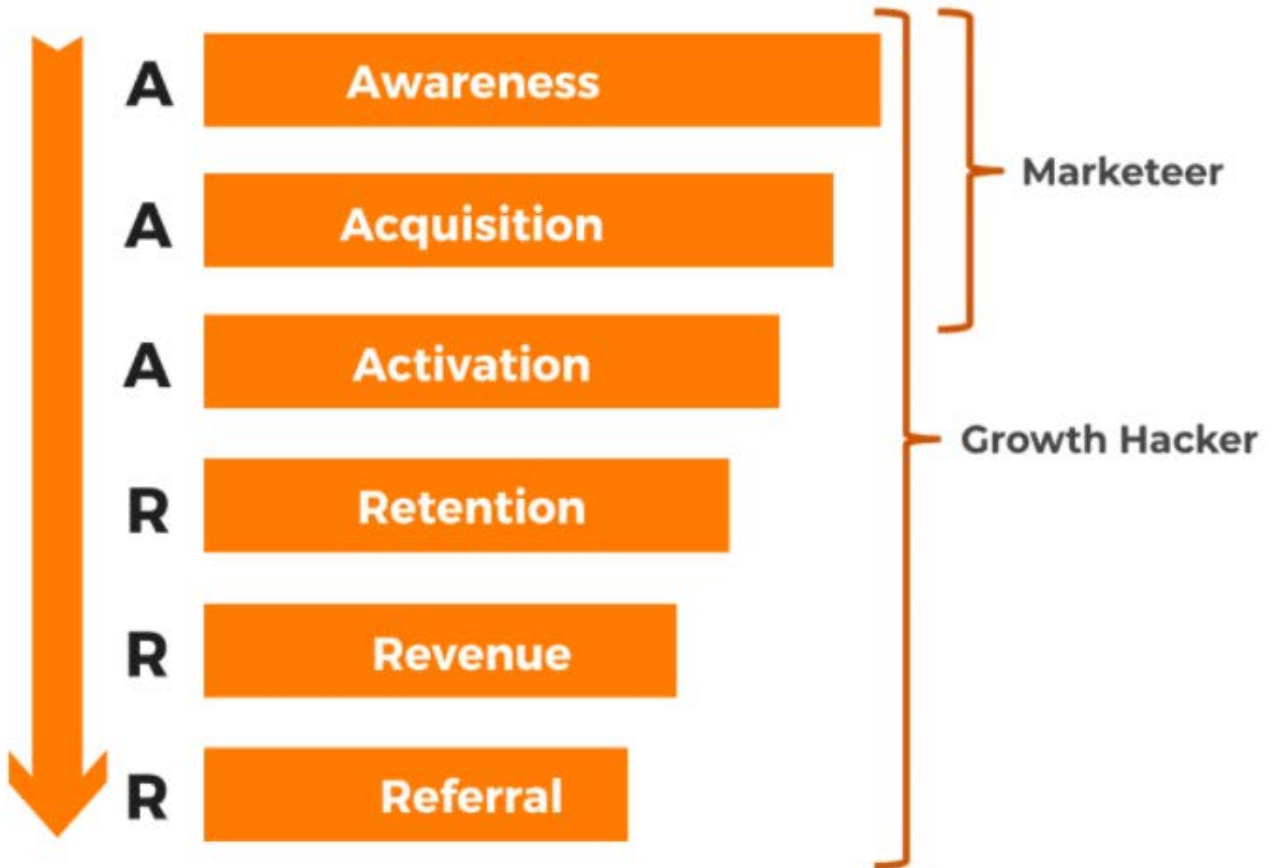 A Awareness
A Acquisition
Marketeer
A Activation
Growth Hacker
R Retention
R Revenue
R Referral